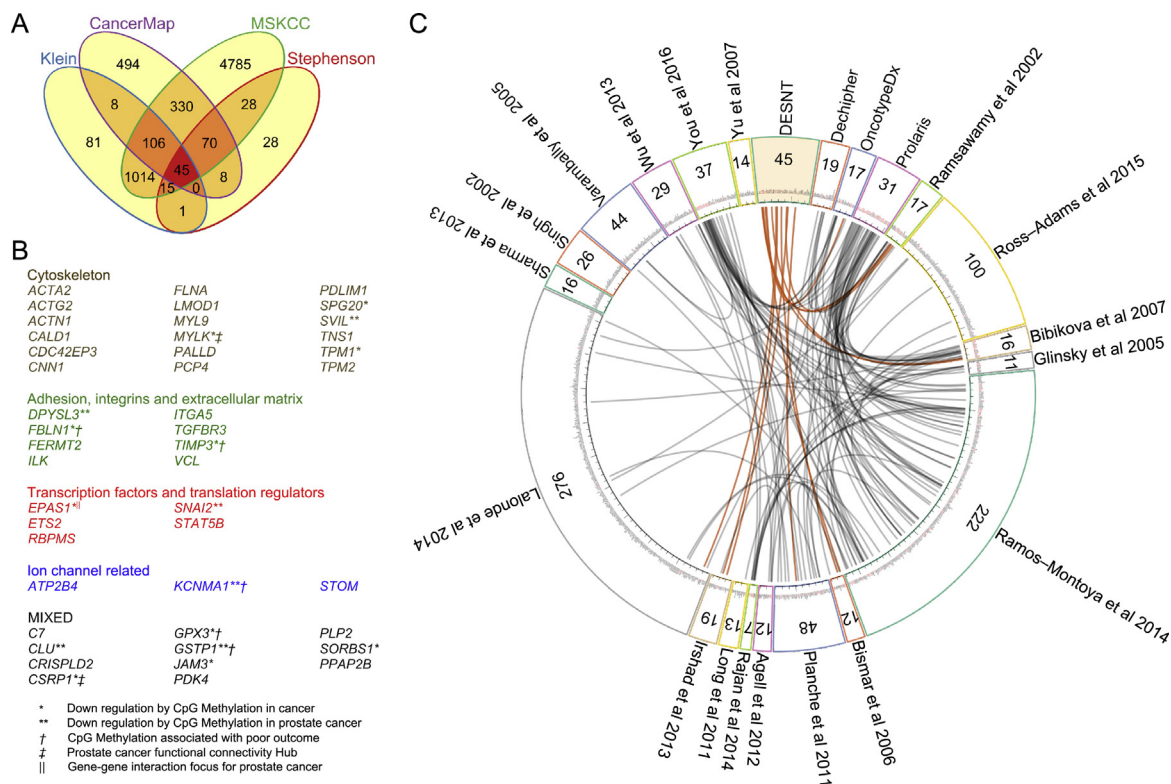 A
CancerMap
MSKCC
Klein
Stephenson
494
4785
8
330
28
81
106
70
28
45
1014
8
15
0
1
B
Cytoskeleton
ACTA2 FLNA PDLIM1
ACTG2 LMOD1 SPG20*
ACTN1 MYL9 SVIL**
CALD1 MYLK*‡ TNS1
CDC42EP3 PALLD TPM1*
CNN1 PCP4 TPM2
Adhesion, integrins and extracellular matrix
DPYSL3** ITGA5
FBLN1*† TGFBR3
FERMT2 TIMP3*†
ILK VCL
Transcription factors and translation regulators
EPAS1*|| SNAI2**
ETS2 STAT5B
RBPMS
Ion channel related
ATP2B4 KCNMA1**† STOM
MIXED
C7 GPX3*† PLP2
CLU** GSTP1**† SORBS1*
CRISPLD2 JAM3* PPAP2B
CSRP1*‡ PDK4
* Down regulation by CpG Methylation in cancer
** Down regulation by CpG Methylation in prostate cancer
† CpG Methylation associated with poor outcome
‡ Prostate cancer functional connectivity Hub
|| Gene-gene interaction focus for prostate cancer
C
DESNT
45
Dechipher
19
OncotypeDx
17
Prolaris
31
Ramsawamy et al 2002
17
Ross–Adams et al 2015
100
Bibikova et al 2007
16
Glinsky et al 2005
11
Ramos–Montoya et al 2014
222
Bismar et al 2006
12
Planche et al 2011
48
Agell et al 2012
12
Rajan et al 2014
7
Long et al 2011
13
Irshad et al 2013
19
Lalonde et al 2014
276
Sharma et al 2013
16
Singh et al 2002
26
Varambally et al 2005
44
Wu et al 2013
29
You et al 2016
37
Yu et al 2007
14